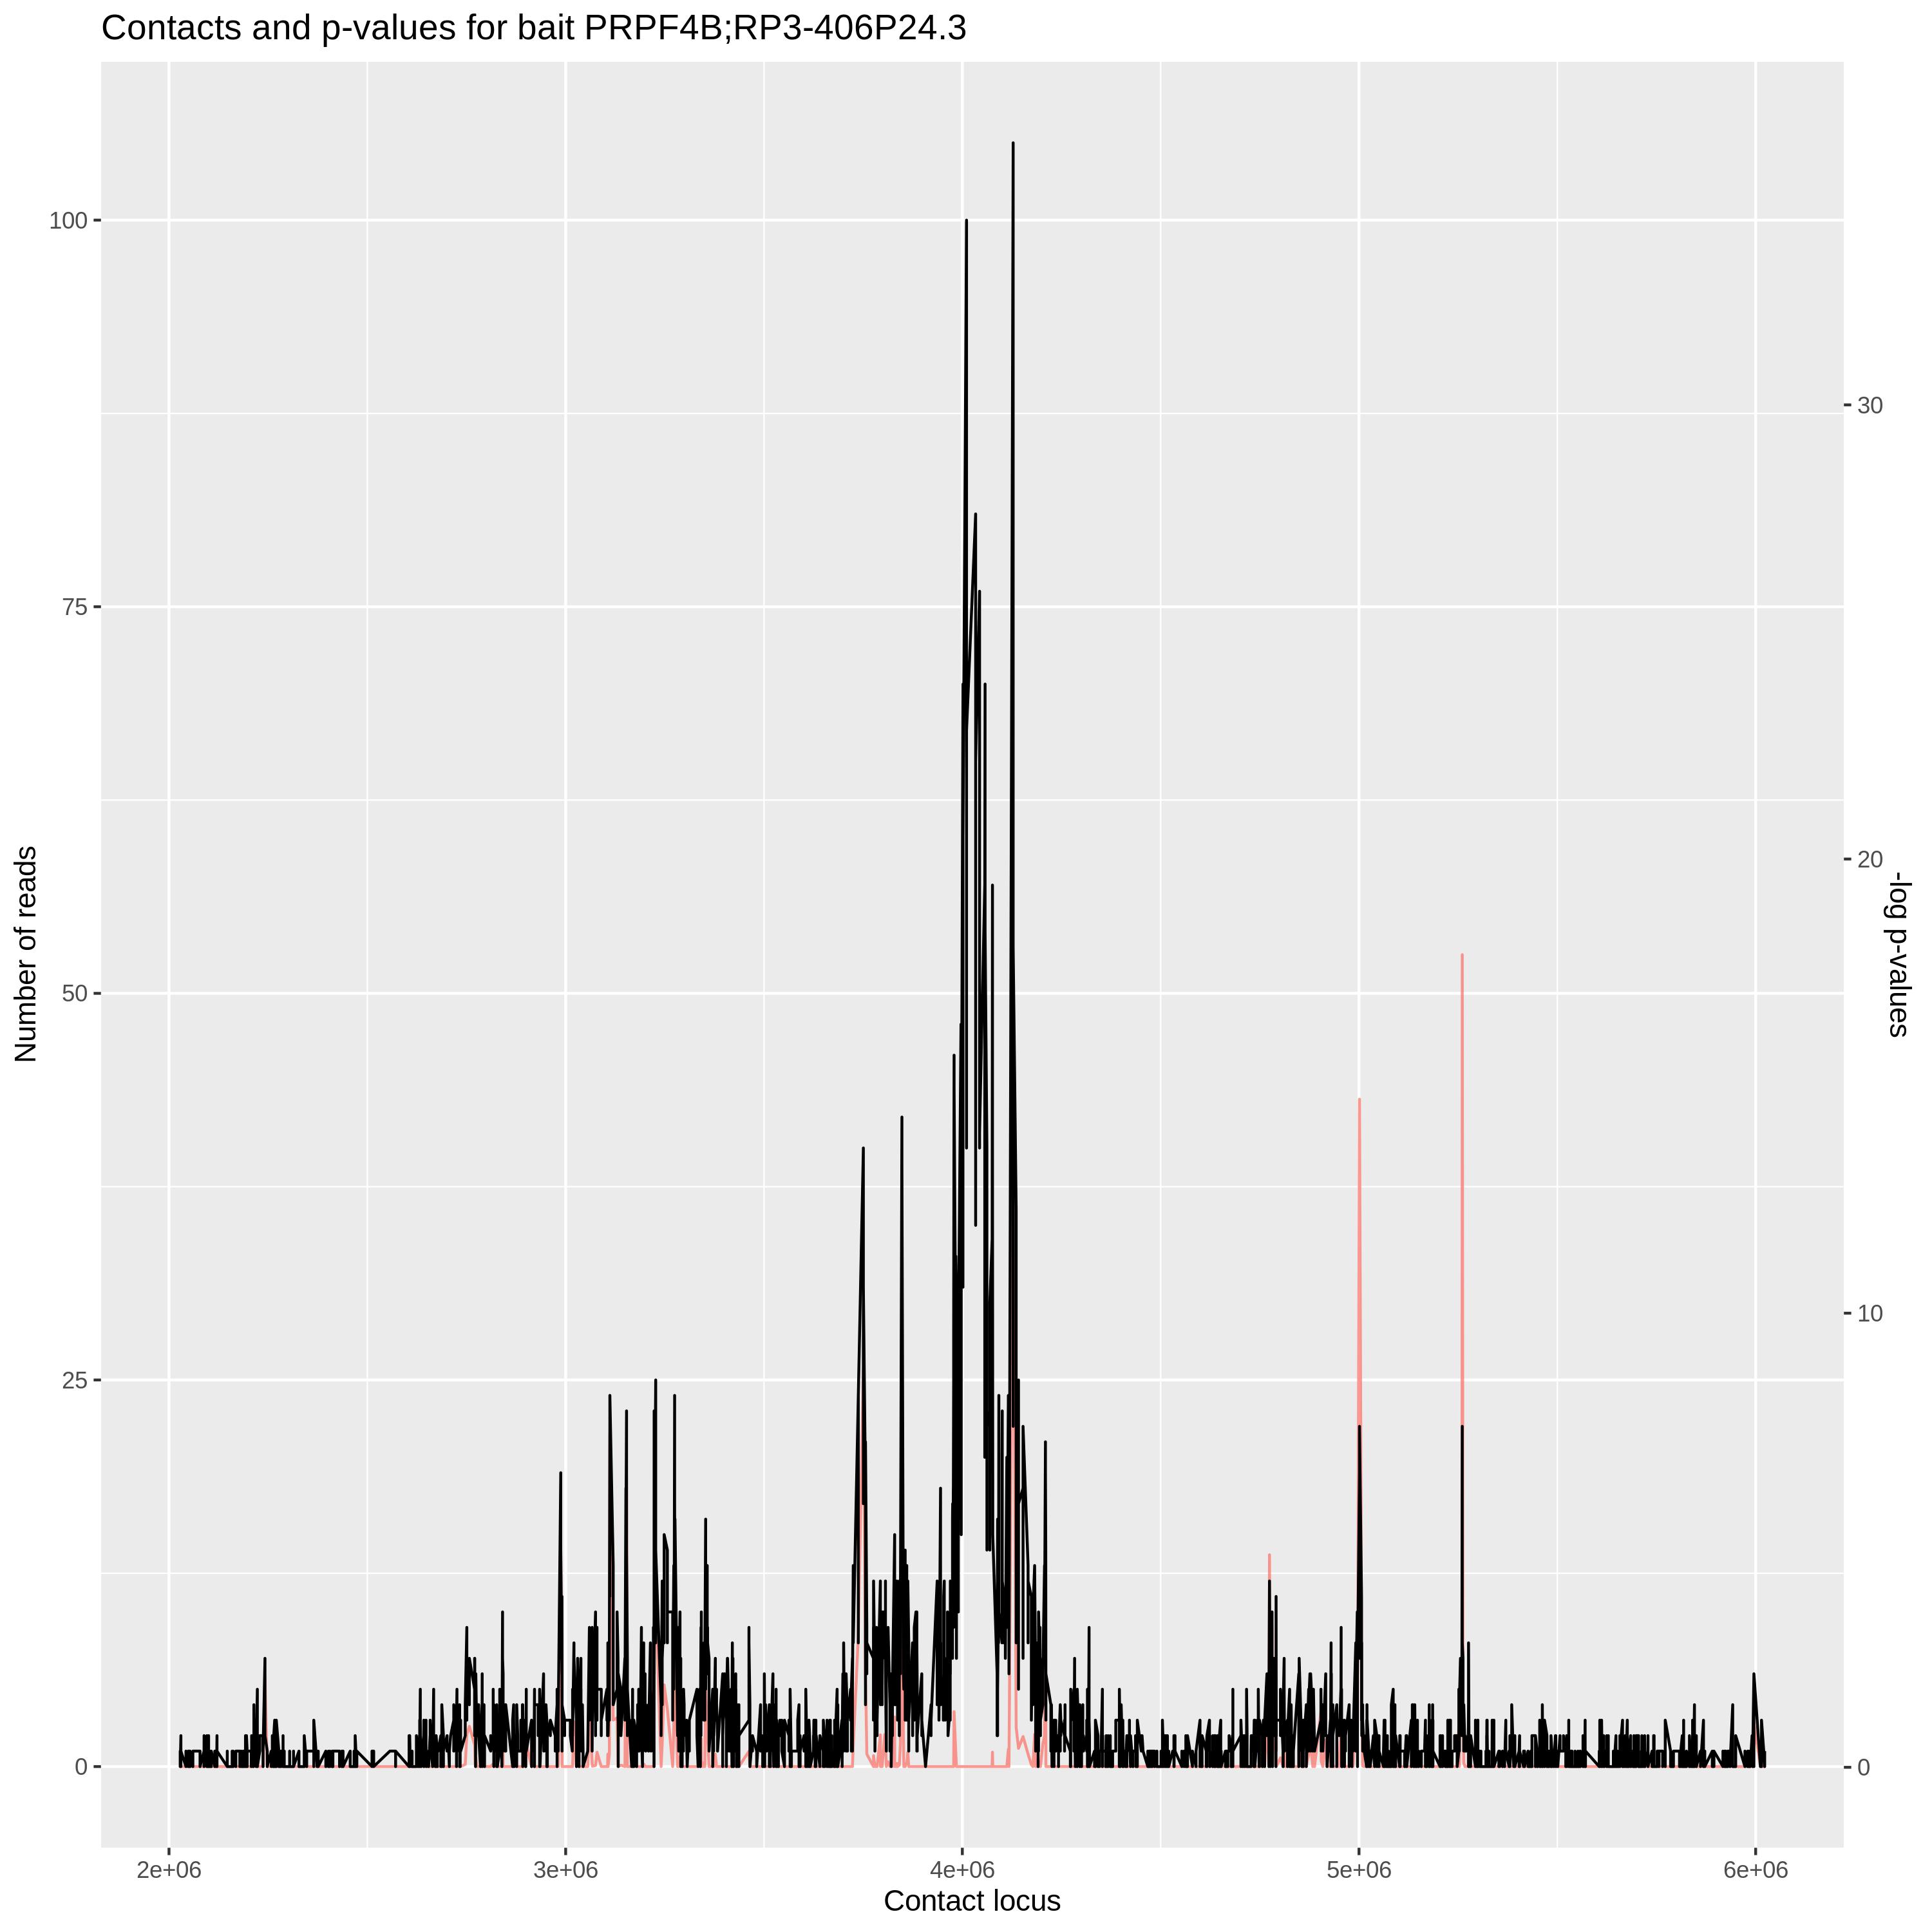 Contacts and p-values for bait PRPF4B;RP3-406P24.3
100
75
50
25
0
Number of reads
30
20
10
0
-log p-values
2e+06
3e+06
4e+06
5e+06
6e+06
Contact locus